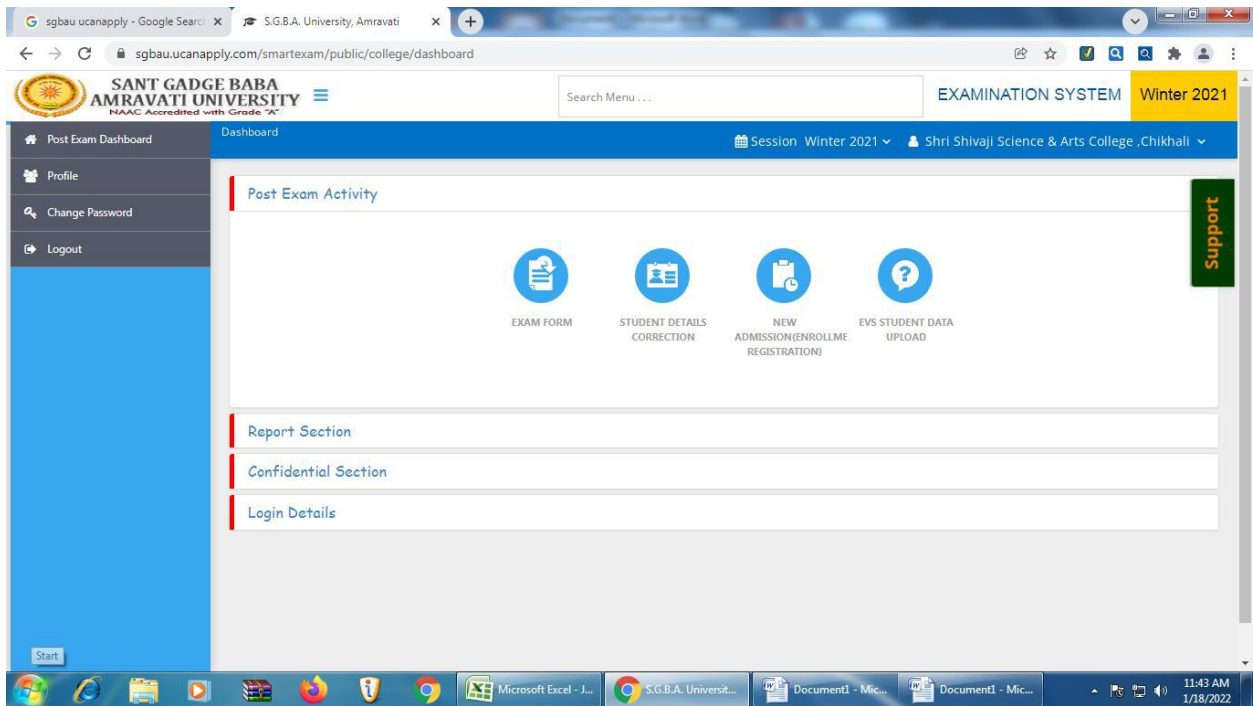 sgbau ucanapply - Google Searc
S.G.B.A. University, Amravati
sgbau.ucanapply.com/smartexam/public/college/dashboard
SANT GADGE BABA
AMRAVATI UNIVERSITY
NAAC Accredited with Grade "A"
Search Menu . . .
EXAMINATION SYSTEM
Winter 2021
Post Exam Dashboard
Profile
Change Password
Logout
Dashboard
Session Winter 2021
Shri Shivaji Science & Arts College ,Chikhali
Post Exam Activity
EXAM FORM
STUDENT DETAILS
CORRECTION
NEW
ADMISSION(ENROLLME
REGISTRATION)
EVS STUDENT DATA
UPLOAD
Support
Report Section
Confidential Section
Login Details
Start
Microsoft Excel - J...
S.G.B.A. Universit...
Document1 - Mic...
Document1 - Mic...
11:43 AM
1/18/2022